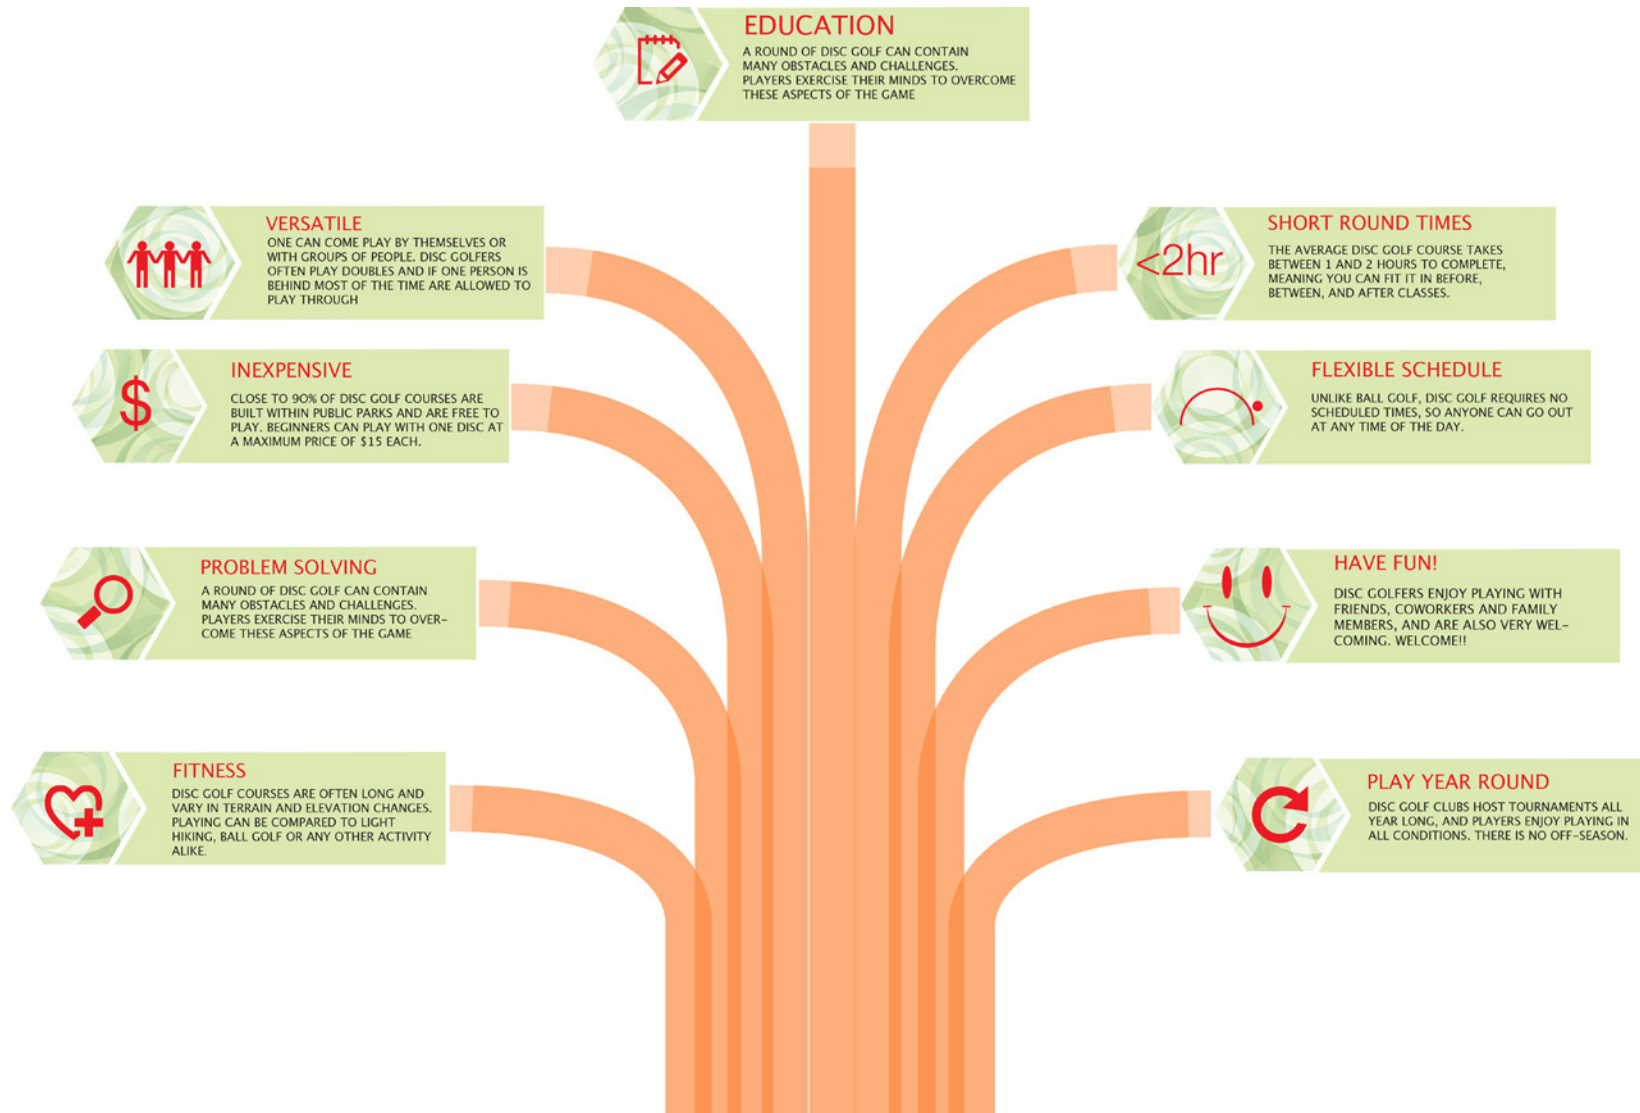 EDUCATION
A ROUND OF DISC GOLF CAN CONTAIN
MANY OBSTACLES AND CHALLENGES.
PLAYERS EXERCISE THEIR MINDS TO OVERCOME
THESE ASPECTS OF THE GAME
VERSATILE
ONE CAN COME PLAY BY THEMSELVES OR
WITH GROUPS OF PEOPLE. DISC GOLFERS
OFTEN PLAY DOUBLES AND IF ONE PERSON IS
BEHIND MOST OF THE TIME ARE ALLOWED TO
PLAY THROUGH
<2hr
SHORT ROUND TIMES
THE AVERAGE DISC GOLF COURSE TAKES
BETWEEN 1 AND 2 HOURS TO COMPLETE,
MEANING YOU CAN FIT IT IN BEFORE,
BETWEEN, AND AFTER CLASSES.
$
INEXPENSIVE
CLOSE TO 90% OF DISC GOLF COURSES ARE
BUILT WITHIN PUBLIC PARKS AND ARE FREE TO
PLAY. BEGINNERS CAN PLAY WITH ONE DISC AT
A MAXIMUM PRICE OF $15 EACH.
FLEXIBLE SCHEDULE
UNLIKE BALL GOLF, DISC GOLF REQUIRES NO
SCHEDULED TIMES, SO ANYONE CAN GO OUT
AT ANY TIME OF THE DAY.
PROBLEM SOLVING
A ROUND OF DISC GOLF CAN CONTAIN
MANY OBSTACLES AND CHALLENGES.
PLAYERS EXERCISE THEIR MINDS TO OVER-
COME THESE ASPECTS OF THE GAME
HAVE FUN!
DISC GOLFERS ENJOY PLAYING WITH
FRIENDS, COWORKERS AND FAMILY
MEMBERS, AND ARE ALSO VERY WEL-
COMING. WELCOME!!
FITNESS
DISC GOLF COURSES ARE OFTEN LONG AND
VARY IN TERRAIN AND ELEVATION CHANGES.
PLAYING CAN BE COMPARED TO LIGHT
HIKING, BALL GOLF OR ANY OTHER ACTIVITY
ALIKE.
PLAY YEAR ROUND
DISC GOLF CLUBS HOST TOURNAMENTS ALL
YEAR LONG, AND PLAYERS ENJOY PLAYING IN
ALL CONDITIONS. THERE IS NO OFF-SEASON.